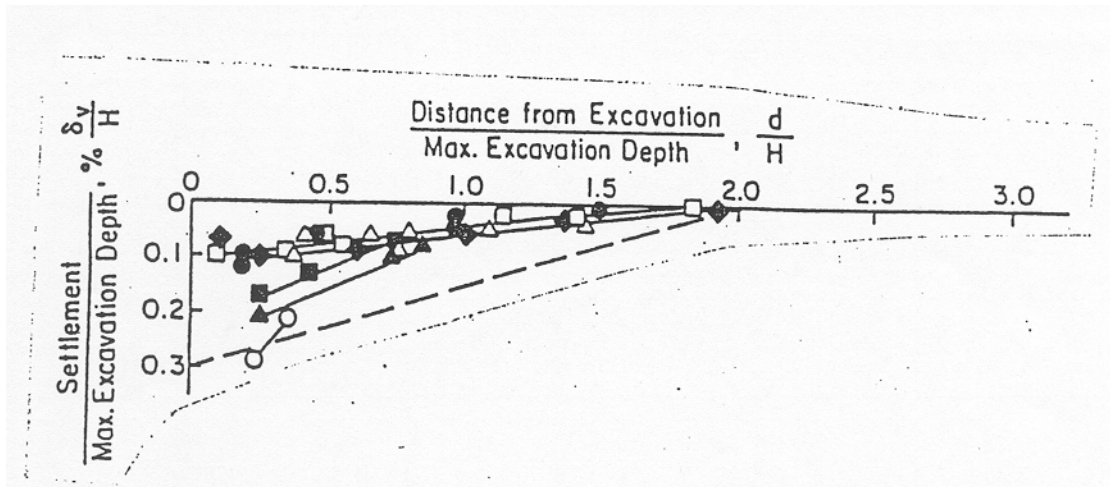 Distance from Excavation
Max. Excavation Depth , d/H
0 0.5 1.0 1.5 2.0 2.5 3.0
0
0.1
0.2
0.3
Settlement
Max. Excavation Depth , % δv/H